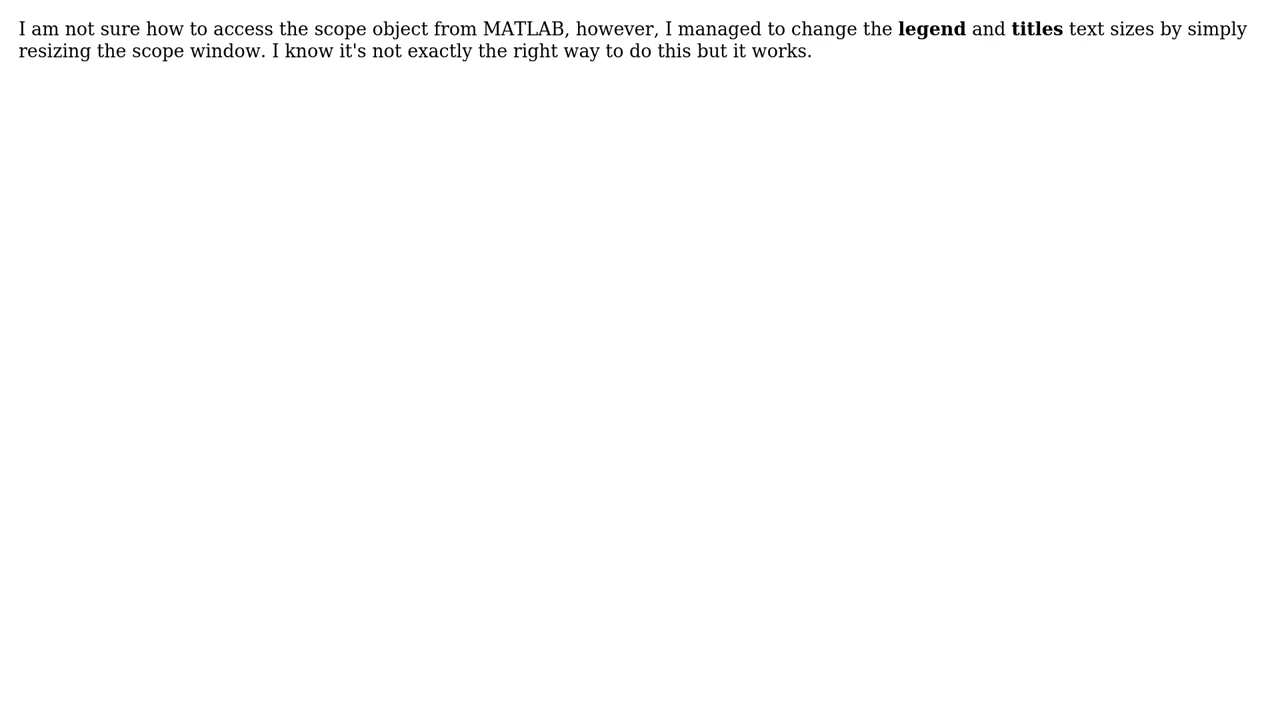 I am not sure how to access the scope object from MATLAB, however, I managed to change the legend and titles text sizes by simply
resizing the scope window. I know it's not exactly the right way to do this but it works.